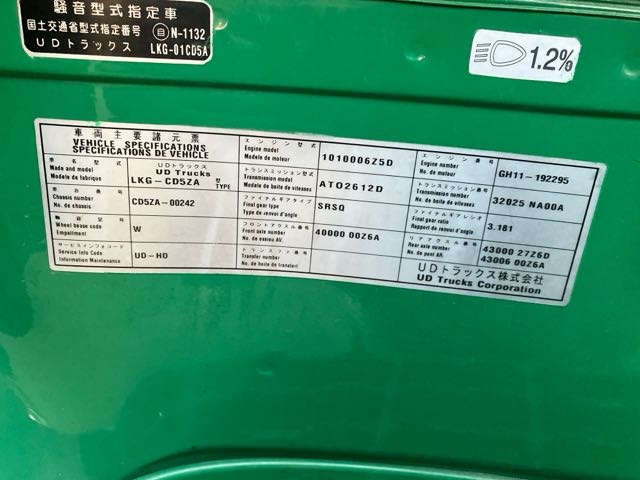 騒音型式指定車
国土交通省型式指定番号 自 N-1132
UDトラックス LKG-01CD5A
1.2%
車両主要諸元票
VEHICLE SPECIFICATIONS
SPECIFICATIONS DE VEHICLE
車名型式
Made and model
Modele de fabrique
UDトラックス
UD Trucks
LKG-CD5ZA 型 TYPE
車台番号
Chassis number
No. de chassis
CD5ZA-00242
軸距記号
Wheel bease code
Empattment
W
サービスインフォコード
Service Info Code
Information Maintenance
UD-HD
エンジン型式
Engine model
Modele de moteur
1010006Z5D
トランスミッション型式
Transmission model
Modele de boite de vitesses
ATO2612D
ファイナルギアタイプ
Final gear type
Type de renvoi d'angle
SRSQ
フロントアクスル番号
Front axle number
No. de essieu AV.
40000 00Z6A
トランスファ番号
Transfer number
No. de boite de transfert
エンジン番号
Engine number
No. de moteur
GH11-192295
トランスミッション番号
Transmission number
No. de boite de vitesses
32025 NA00A
ファイナルギアレシオ
Final gear ratio
Rapport de renvoi d'angle
3.181
リアアクスル番号
Rear axle number
No. de pont AR.
43000 27Z6D
43006 00Z6A
UDトラックス株式会社
UD Trucks Corporation